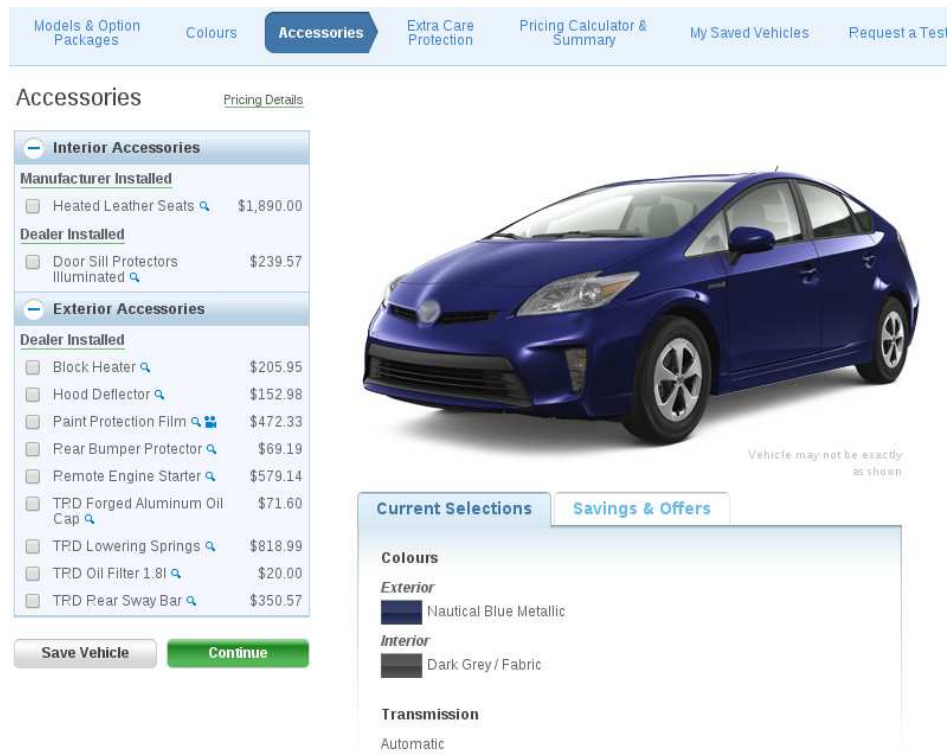 Models & Option
Packages
Colours
Accessories
Extra Care
Protection
Pricing Calculator &
Summary
My Saved Vehicles
Request a Test
Accessories
Pricing Details
Interior Accessories
Manufacturer Installed
Heated Leather Seats $1,890.00
Dealer Installed
Door Sill Protectors $239.57
Illuminated
Exterior Accessories
Dealer Installed
Block Heater $205.95
Hood Deflector $152.98
Paint Protection Film $472.33
Rear Bumper Protector $69.19
Remote Engine Starter $579.14
TRD Forged Aluminum Oil $71.60
Cap
TRD Lowering Springs $818.99
TRD Oil Filter 1.8l $20.00
TRD Rear Sway Bar $350.57
Save Vehicle
Continue
Vehicle may not be exactly
as shown
Current Selections
Savings & Offers
Colours
Exterior
Nautical Blue Metallic
Interior
Dark Grey / Fabric
Transmission
Automatic